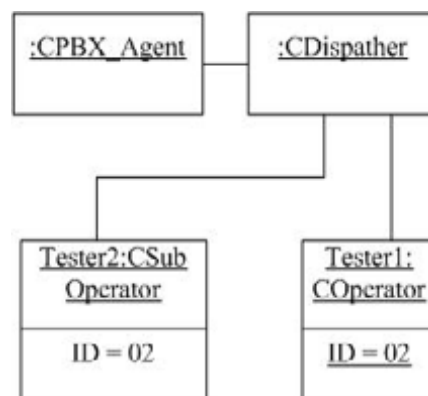 :CPBX_Agent
:CDispather
Tester2:CSub
Operator
ID = 02
Tester1:
COperator
ID = 02